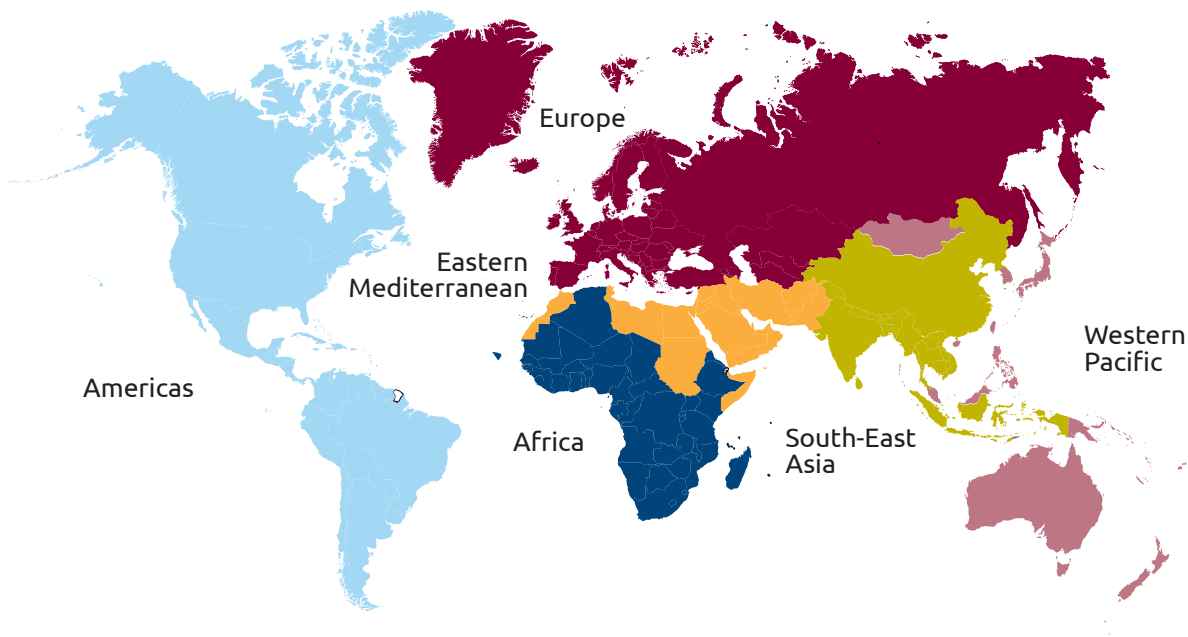 Europe
Eastern
Mediterranean
Western
Pacific
Americas
Africa
South-East
Asia